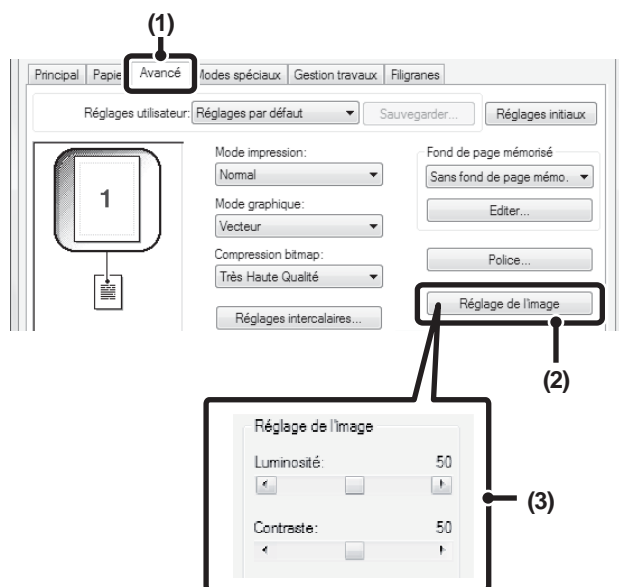 (1)
Principal Papie Avancé Modes spéciaux Gestion travaux Filigranes
Réglages utilisateur: Réglages par défaut Sauvegarder... Réglages initiaux
Mode impression:
Normal
Mode graphique:
Vecteur
Compression bitmap:
Très Haute Qualité
Réglages intercalaires...
Fond de page mémorisé
Sans fond de page mémo.
Editer...
Police...
Réglage de l'image
1
(2)
Réglage de l'image
Luminosité: 50
Contraste: 50
(3)